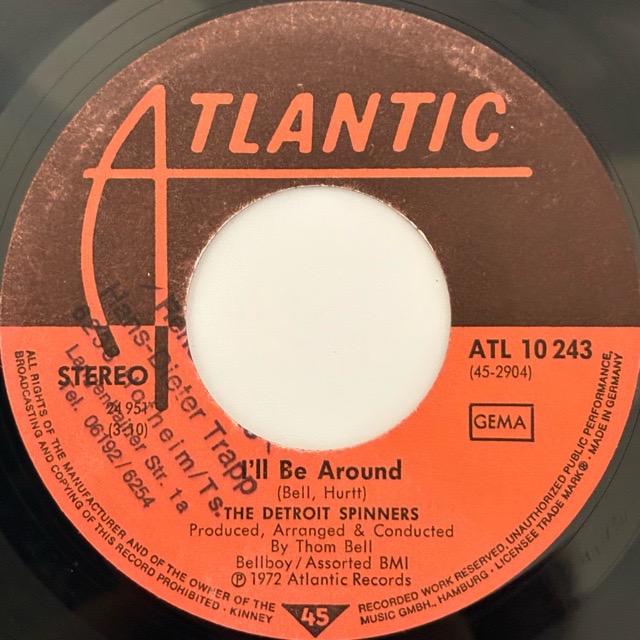 ATLANTIC
STEREO
24 951
(3:10)
ATL 10 243
(45-2904)
GEMA
I'll Be Around
(Bell, Hurtt)
THE DETROIT SPINNERS
Produced, Arranged & Conducted
By Thom Bell
Bellboy/Assorted BMI
℗ 1972 Atlantic Records
45
ALL RIGHTS OF THE MANUFACTURER AND OF THE OWNER OF THE
RECORDED WORK RESERVED. UNAUTHORIZED PUBLIC PERFORMANCE,
BROADCASTING AND COPYING OF THIS RECORD PROHIBITED · KINNEY
MUSIC GMBH., HAMBURG · LICENSEE TRADE MARK® · MADE IN GERMANY
Hans-Dieter Trapp
Str. 1a
Tel. 06192/6254